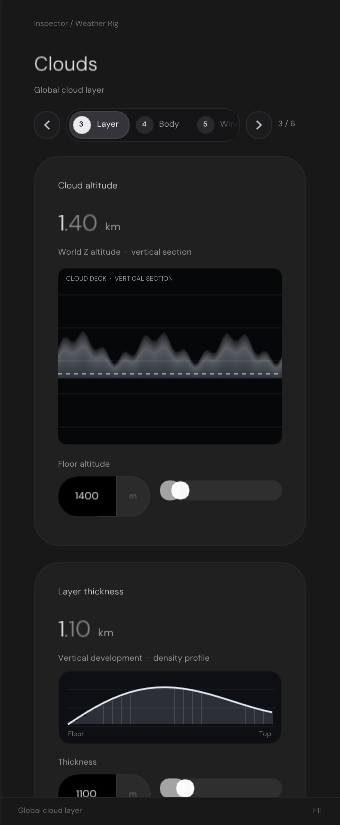 Inspector / Weather Rig
Clouds
Global cloud layer
3 Layer 4 Body 5 Win 3 / 6
Cloud altitude
1.40 km
World Z altitude · vertical section
CLOUD DECK · VERTICAL SECTION
Floor altitude
1400 m
Layer thickness
1.10 km
Vertical development · density profile
Floor Top
Thickness
1100
Global cloud layer